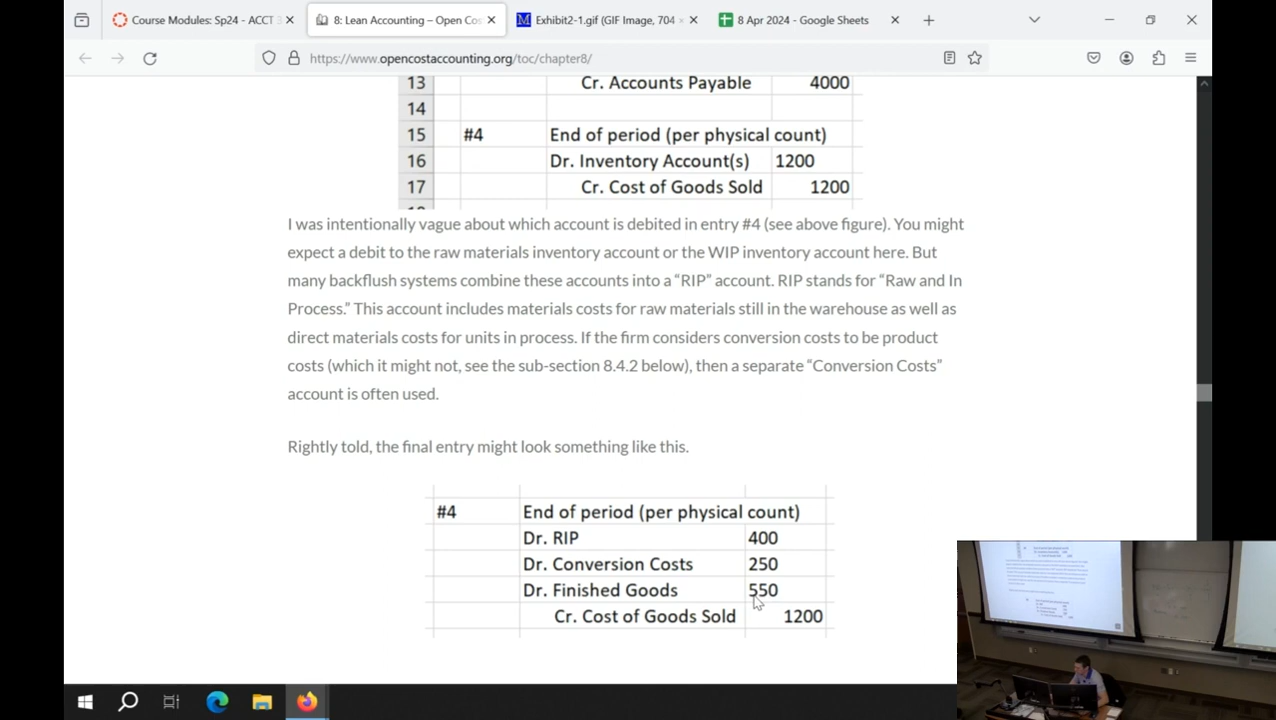 Course Modules: Sp24 - ACCT 3
8: Lean Accounting – Open Cos
Exhibit2-1.gif (GIF Image, 704 ×
8 Apr 2024 - Google Sheets
https://www.opencostaccounting.org/toc/chapter8/
13 Cr. Accounts Payable 4000
14
15 #4 End of period (per physical count)
16 Dr. Inventory Account(s) 1200
17 Cr. Cost of Goods Sold 1200
I was intentionally vague about which account is debited in entry #4 (see above figure). You might
expect a debit to the raw materials inventory account or the WIP inventory account here. But
many backflush systems combine these accounts into a “RIP” account. RIP stands for “Raw and In
Process.” This account includes materials costs for raw materials still in the warehouse as well as
direct materials costs for units in process. If the firm considers conversion costs to be product
costs (which it might not, see the sub-section 8.4.2 below), then a separate “Conversion Costs”
account is often used.
Rightly told, the final entry might look something like this.
#4 End of period (per physical count)
Dr. RIP 400
Dr. Conversion Costs 250
Dr. Finished Goods 550
Cr. Cost of Goods Sold 1200